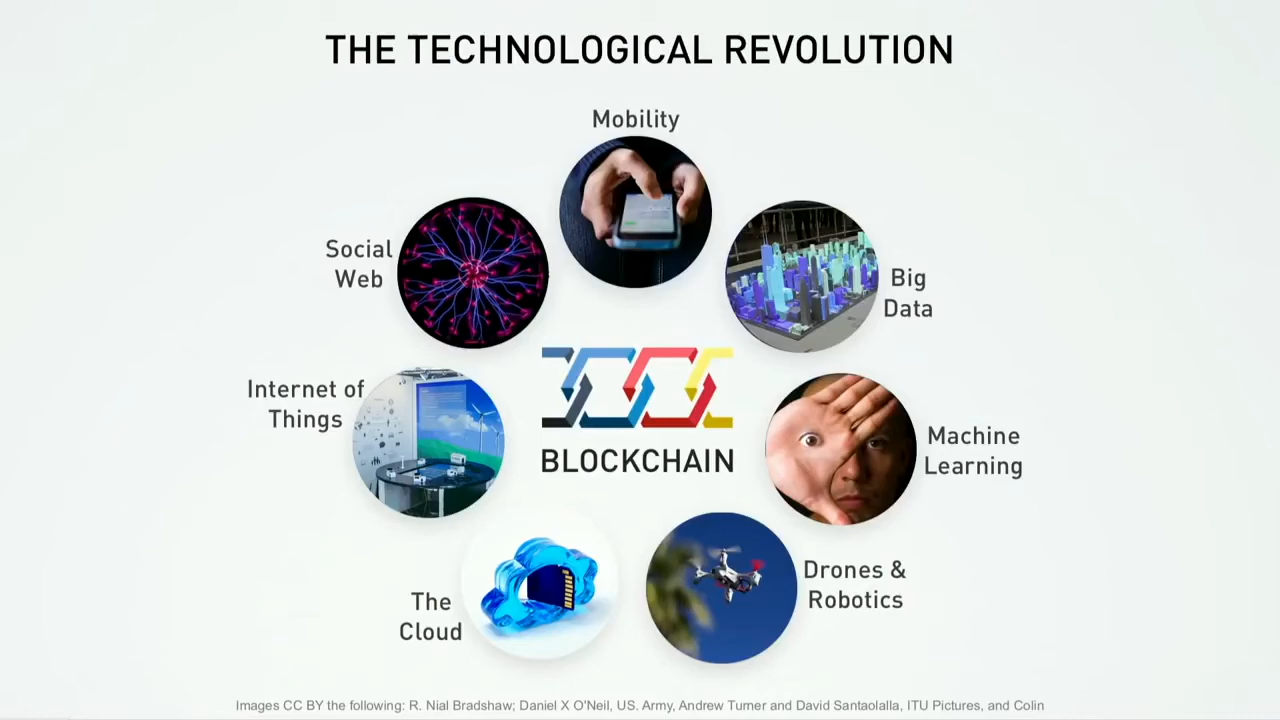 THE TECHNOLOGICAL REVOLUTION
Mobility
Social
Web
Big
Data
Internet of
Things
BLOCKCHAIN
Machine
Learning
Drones &
Robotics
The
Cloud
Images CC BY the following: R. Nial Bradshaw; Daniel X O'Neil, US. Army, Andrew Turner and David Santaolalla, ITU Pictures, and Colin